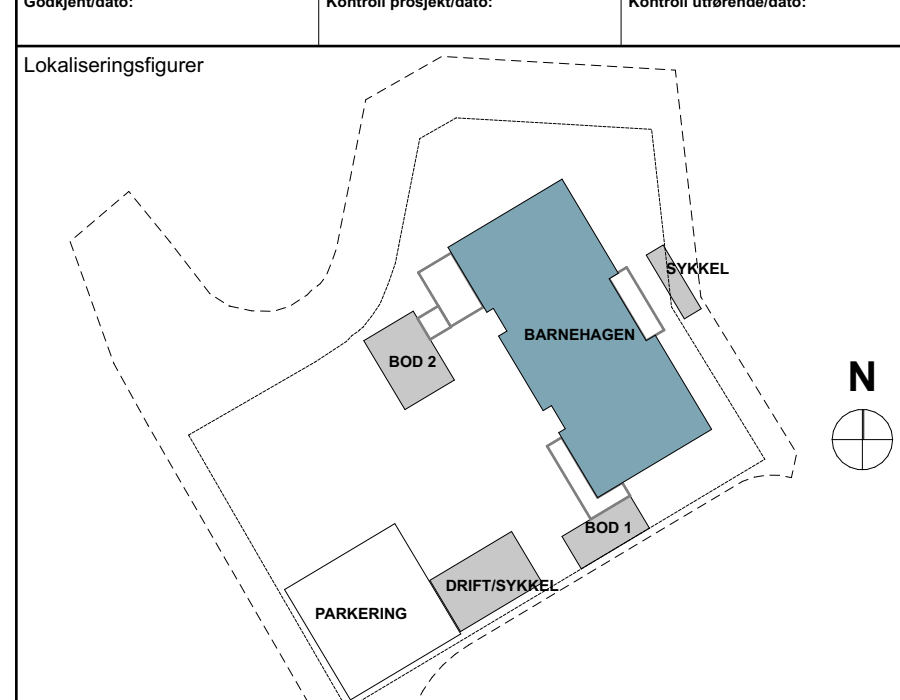 Godkjent/dato:
Kontroll prosjekt/dato:
Kontroll utførende/dato:
Lokaliseringsfigurer
SYKKEL
BARNEHAGEN
BOD 2
N
BOD 1
DRIFT/SYKKEL
PARKERING